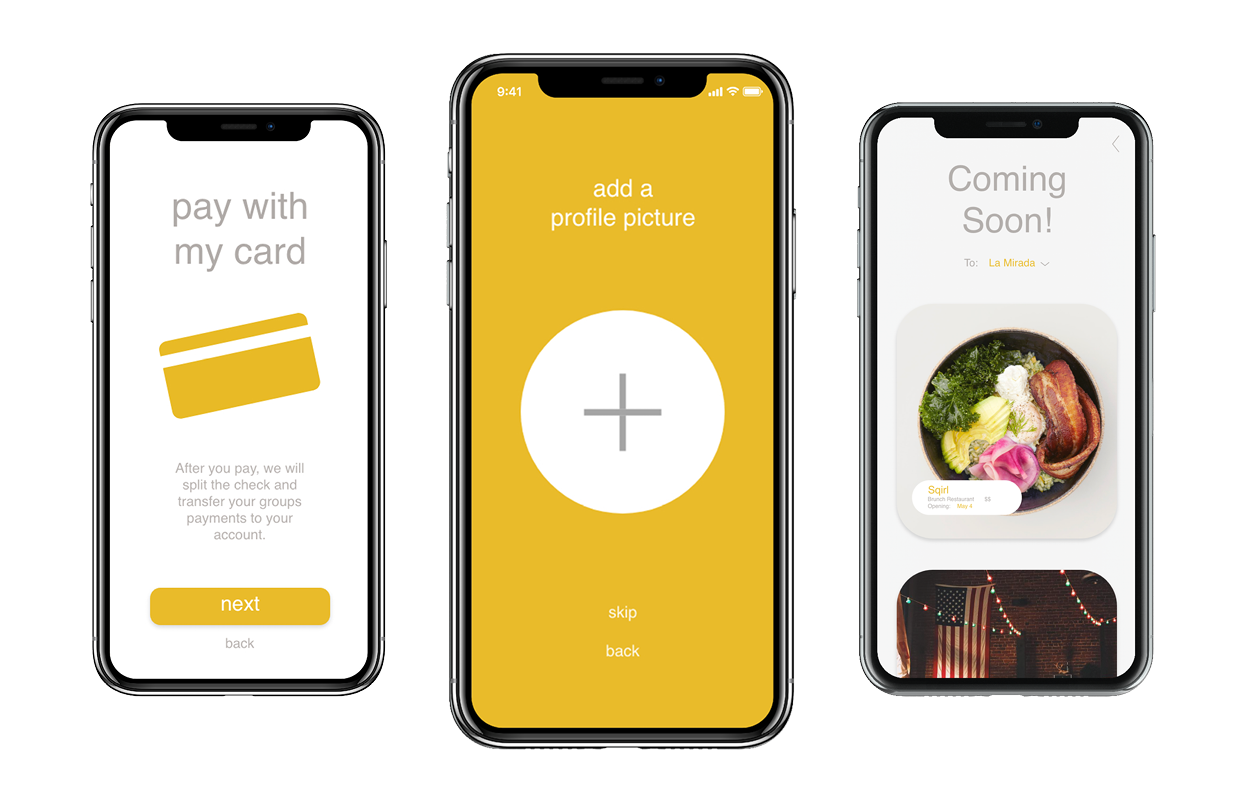 pay with
my card
After you pay, we will
split the check and
transfer your groups
payments to your
account.
next
back
9:41
add a
profile picture
skip
back
Coming
Soon!
To: La Mirada
Sqirl
Brunch Restaurant $$
Opening: May 4